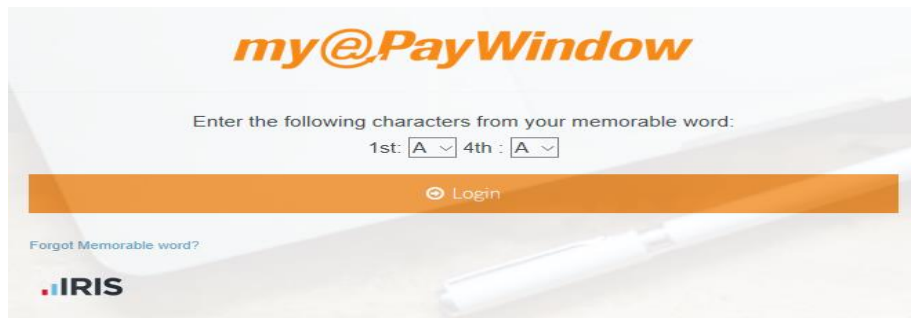 my@PayWindow
Enter the following characters from your memorable word:
1st: A 4th : A
Login
Forgot Memorable word?
IRIS